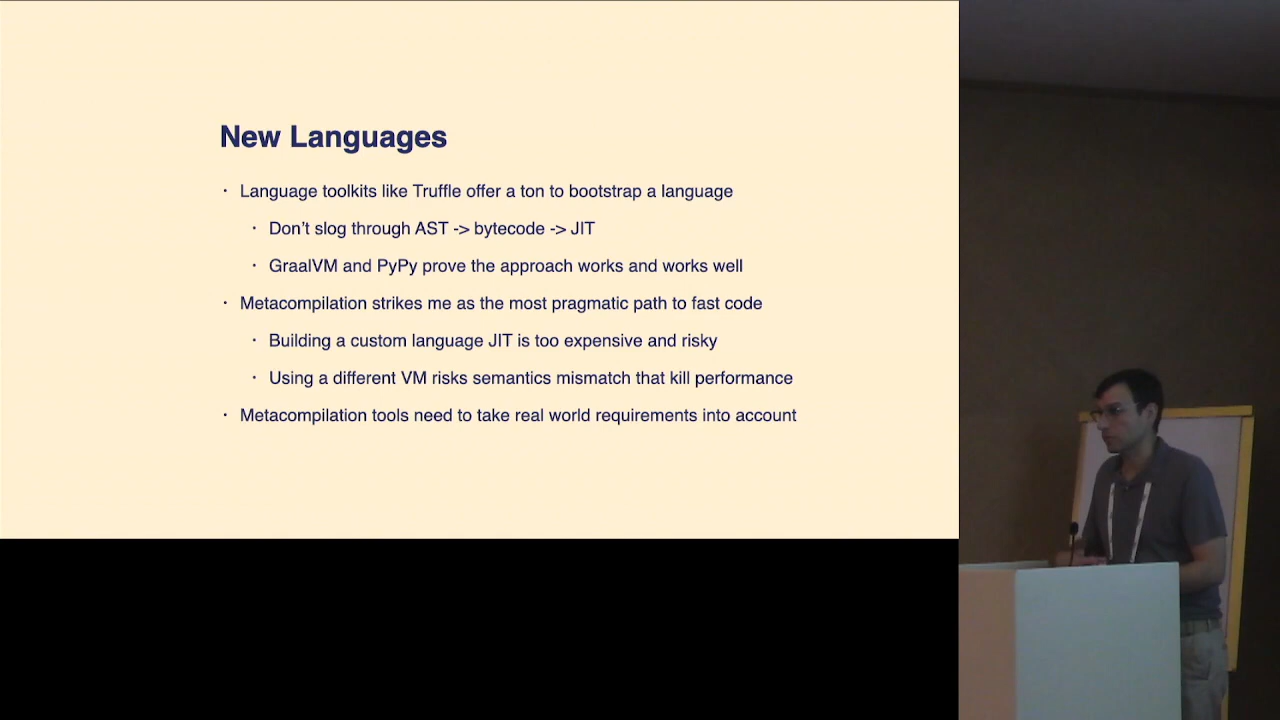 New Languages
· Language toolkits like Truffle offer a ton to bootstrap a language
· Don’t slog through AST -> bytecode -> JIT
· GraalVM and PyPy prove the approach works and works well
· Metacompilation strikes me as the most pragmatic path to fast code
· Building a custom language JIT is too expensive and risky
· Using a different VM risks semantics mismatch that kill performance
· Metacompilation tools need to take real world requirements into account